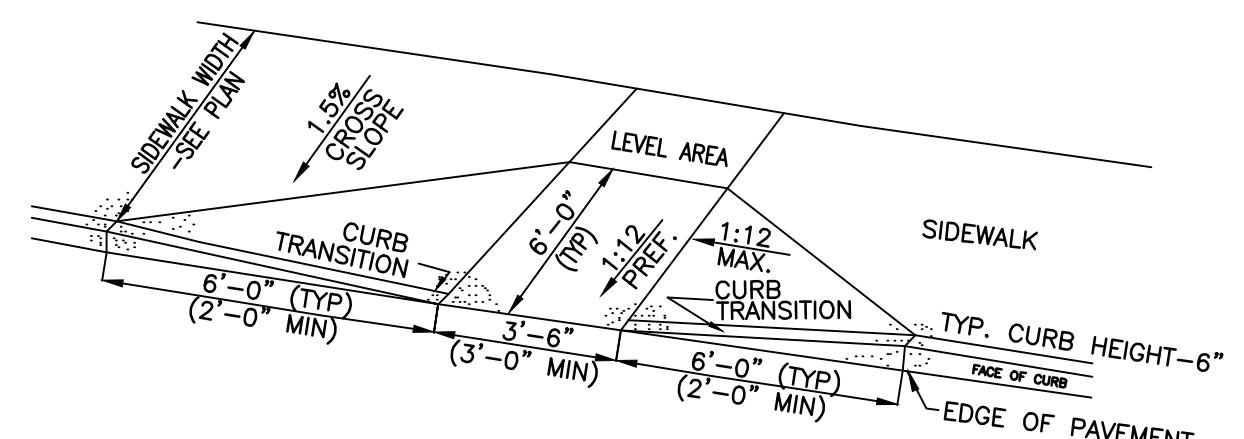 SIDEWALK WIDTH
-SEE PLAN
1.5%
CROSS
SLOPE
LEVEL AREA
6'-0"
(TYP)
1:12
PREF.
1:12
MAX.
SIDEWALK
CURB
TRANSITION
CURB
TRANSITION
6'-0" (TYP)
(2'-0" MIN)
3'-6"
(3'-0" MIN)
6'-0" (TYP)
(2'-0" MIN)
TYP. CURB HEIGHT-6"
FACE OF CURB
EDGE OF PAVEMENT